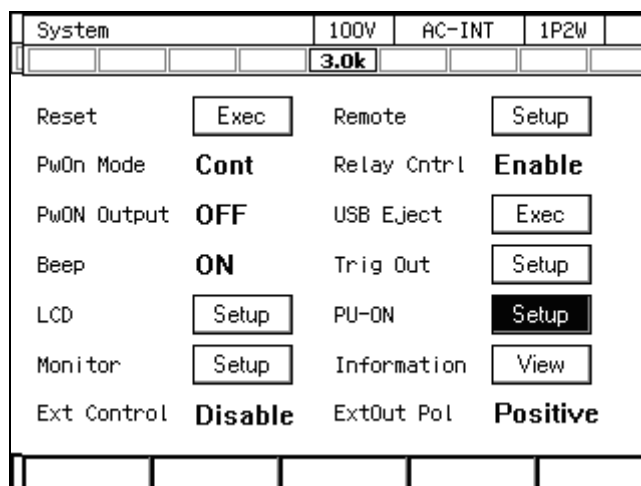 System 100V AC-INT 1P2W
3.0k
Reset Exec Remote Setup
PwOn Mode Cont Relay Cntrl Enable
PwON Output OFF USB Eject Exec
Beep ON Trig Out Setup
LCD Setup PU-ON Setup
Monitor Setup Information View
Ext Control Disable ExtOut Pol Positive